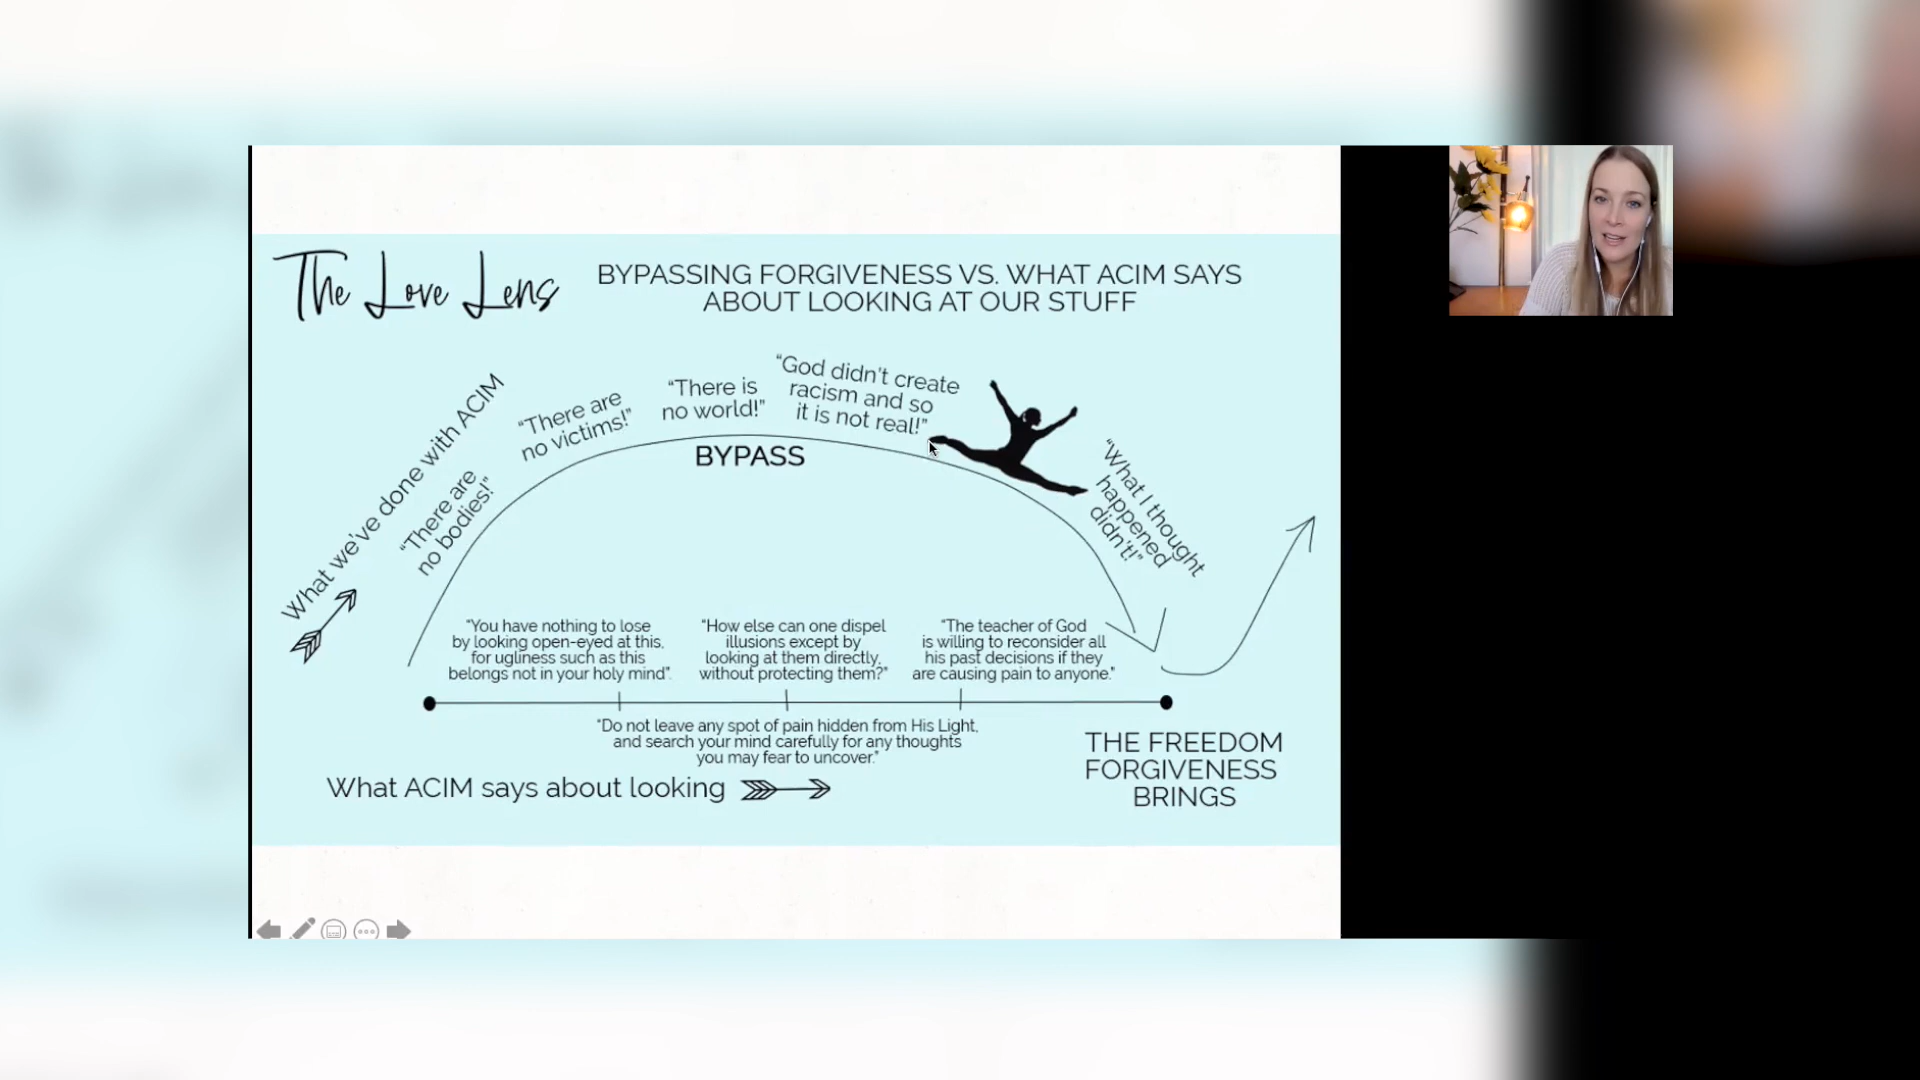 The Love Lens
BYPASSING FORGIVENESS VS. WHAT ACIM SAYS
ABOUT LOOKING AT OUR STUFF
What we've done with ACIM
“There are
no bodies!”
“There are
no victims!”
“There is
no world!”
“God didn't create
racism and so
it is not real!”
“What I thought
happened
didn't!”
BYPASS
“You have nothing to lose
by looking open-eyed at this,
for ugliness such as this
belongs not in your holy mind”.
“How else can one dispel
illusions except by
looking at them directly,
without protecting them?”
“The teacher of God
is willing to reconsider all
his past decisions if they
are causing pain to anyone.”
“Do not leave any spot of pain hidden from His Light,
and search your mind carefully for any thoughts
you may fear to uncover.”
What ACIM says about looking
THE FREEDOM
FORGIVENESS
BRINGS